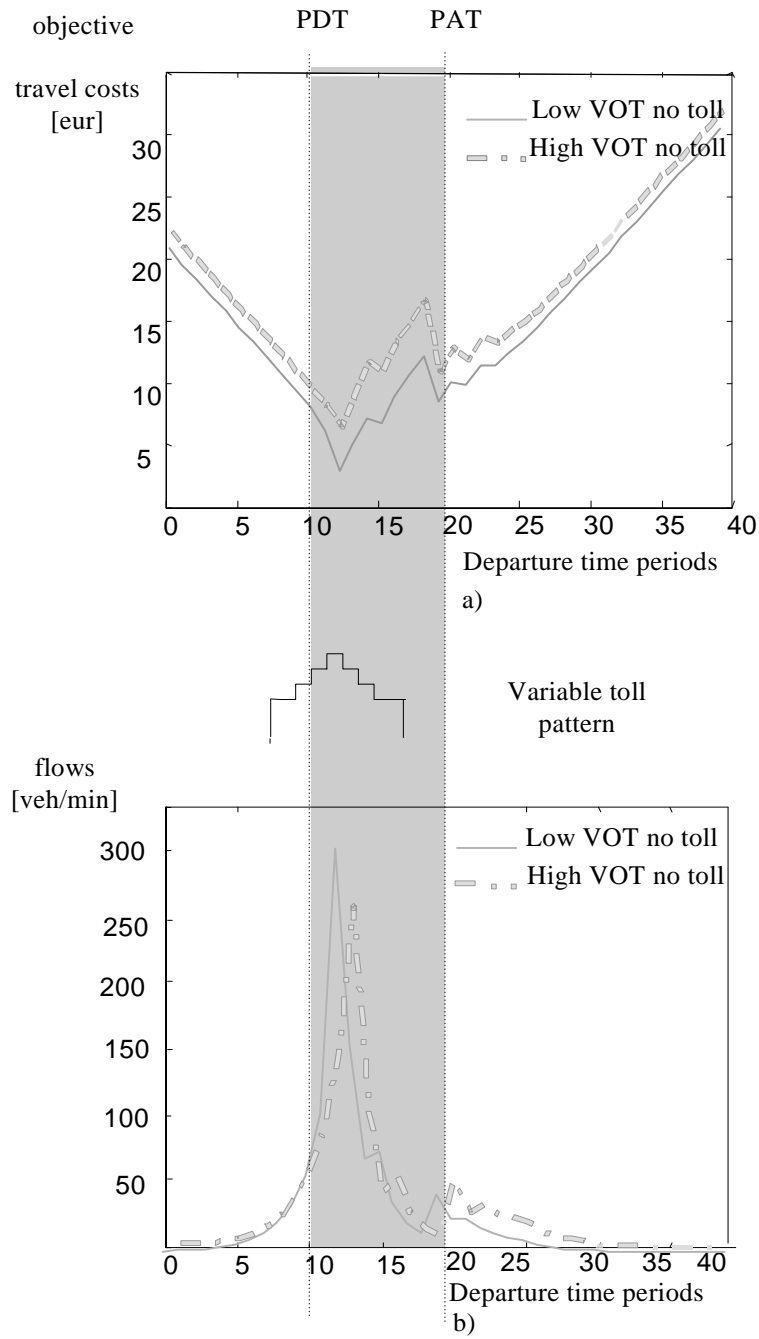 objective
PDT
PAT
travel costs
[eur]
Low VOT no toll
High VOT no toll
30
25
20
15
10
5
0 5 10 15 20 25 30 35 40
Departure time periods
a)
Variable toll
pattern
flows
[veh/min]
Low VOT no toll
High VOT no toll
300
250
200
150
100
50
0 5 10 15 20 25 30 35 40
Departure time periods
b)